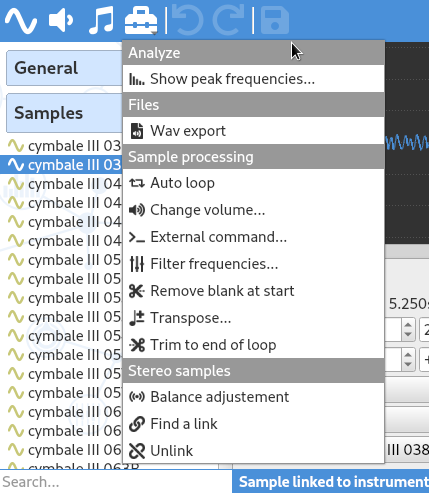 Analyze
General
Show peak frequencies...
Files
Samples
Wav export
cymbale III 03
Sample processing
cymbale III 03
Auto loop
cymbale III 04
Change volume...
cymbale III 04
External command...
cymbale III 04
Filter frequencies...
cymbale III 04
Remove blank at start
cymbale III 05
Transpose...
cymbale III 05
Trim to end of loop
cymbale III 05
Stereo samples
cymbale III 05
Balance adjustement
cymbale III 05
Find a link
cymbale III 05
Unlink
cymbale III 05
cymbale III 05
cymbale III 06
cymbale III 06
cymbale III 06
5.250
2
III 038
Search...
Sample linked to instrument